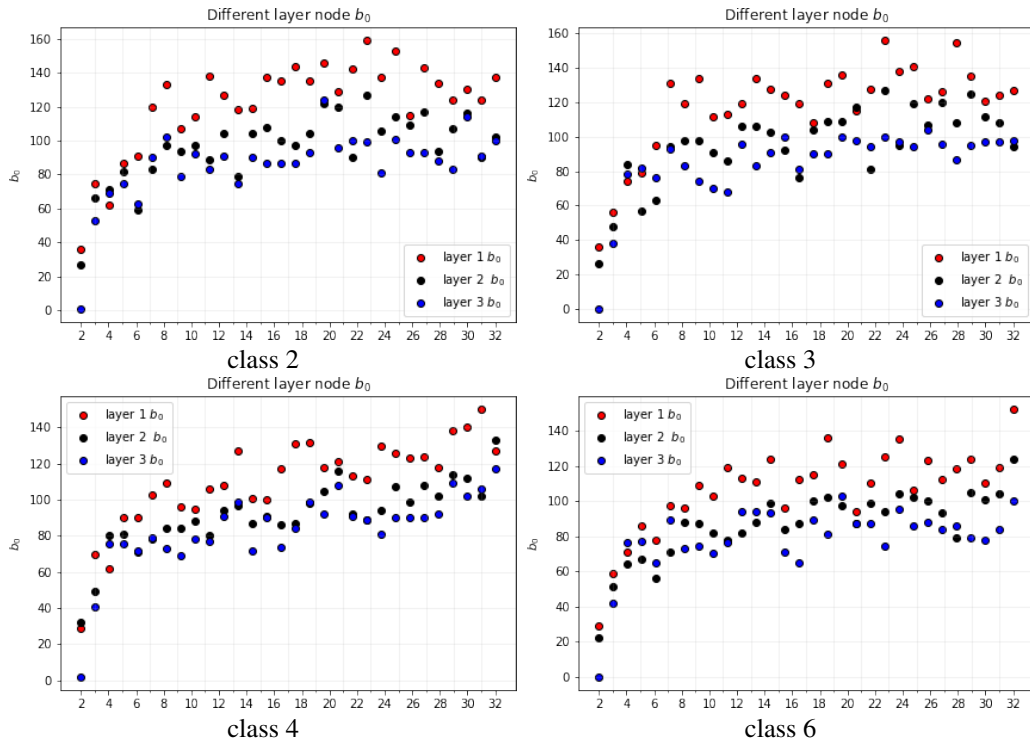 Different layer node b₀
Different layer node b₀
160
140
120
100
80
60
40
20
0
b₀
layer 1 b₀
layer 2 b₀
layer 3 b₀
2 4 6 8 10 12 14 16 18 20 22 24 26 28 30 32
class 2
160
140
120
100
80
60
40
20
0
b₀
layer 1 b₀
layer 2 b₀
layer 3 b₀
2 4 6 8 10 12 14 16 18 20 22 24 26 28 30 32
class 3
Different layer node b₀
Different layer node b₀
140
120
100
80
60
40
20
0
b₀
layer 1 b₀
layer 2 b₀
layer 3 b₀
2 4 6 8 10 12 14 16 18 20 22 24 26 28 30 32
class 4
140
120
100
80
60
40
20
0
b₀
layer 1 b₀
layer 2 b₀
layer 3 b₀
2 4 6 8 10 12 14 16 18 20 22 24 26 28 30 32
class 6